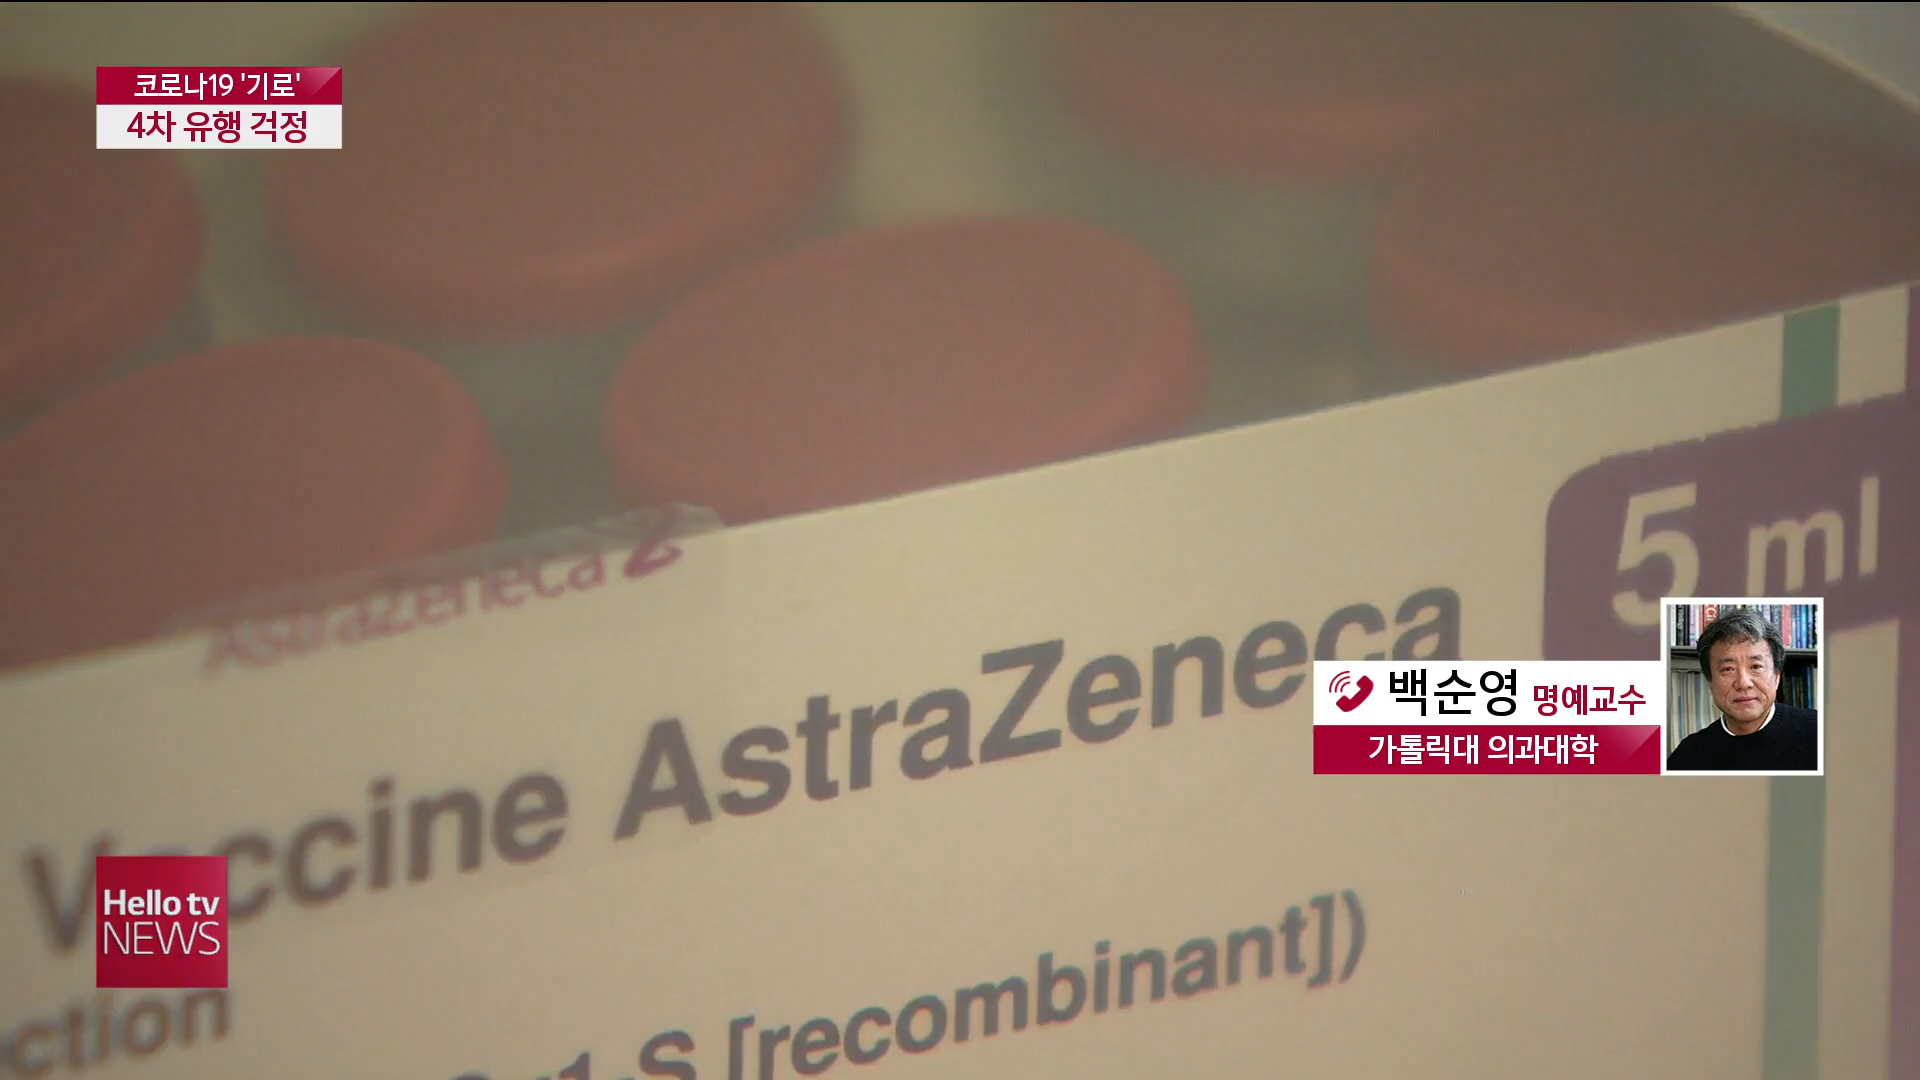 코로나19 '기로'
4차 유행 걱정
5 ml
AstraZeneca
Vaccine AstraZeneca
백순영 명예교수
가톨릭대 의과대학
Hello tv
NEWS
[recombinant])